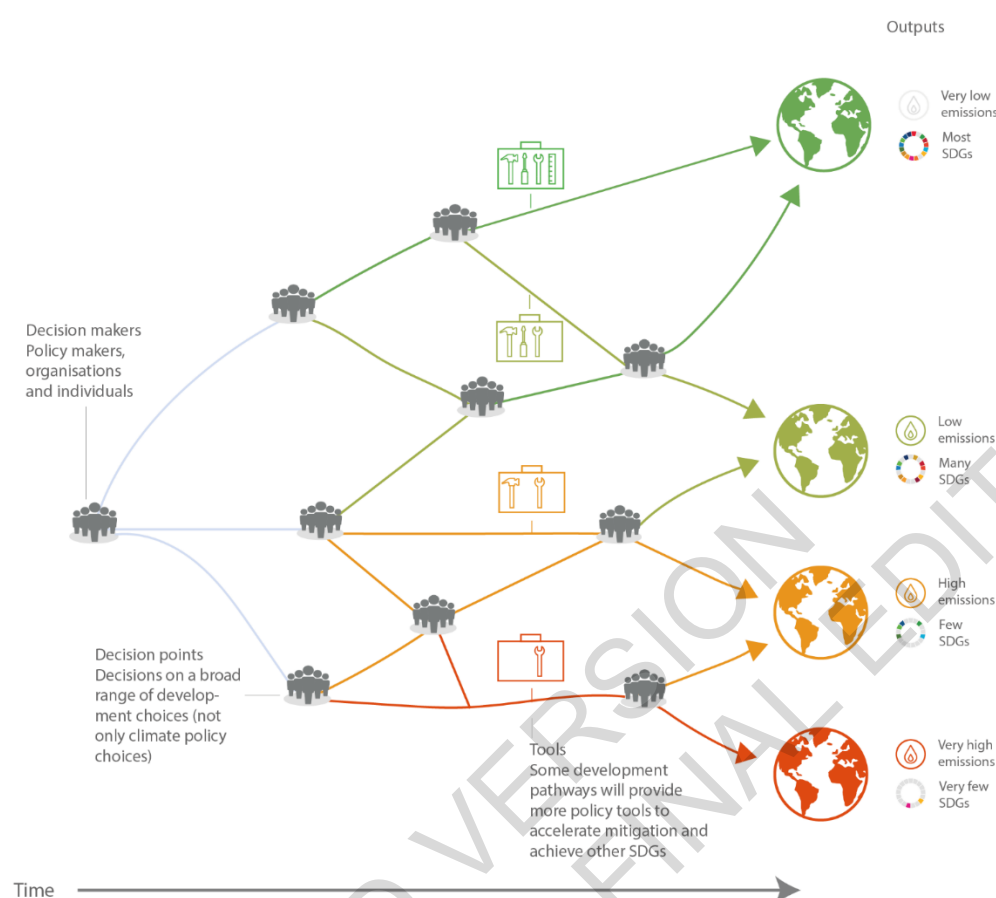 Outputs
Very low
emissions
Most
SDGs
Decision makers
Policy makers,
organisations
and individuals
Low
emissions
Many
SDGs
High
emissions
Few
SDGs
Decision points
Decisions on a broad
range of develop-
ment choices (not
only climate policy
choices)
Tools
Some development
pathways will provide
more policy tools to
accelerate mitigation and
achieve other SDGs
Very high
emissions
Very few
SDGs
Time
VERSION
FINAL EDIT